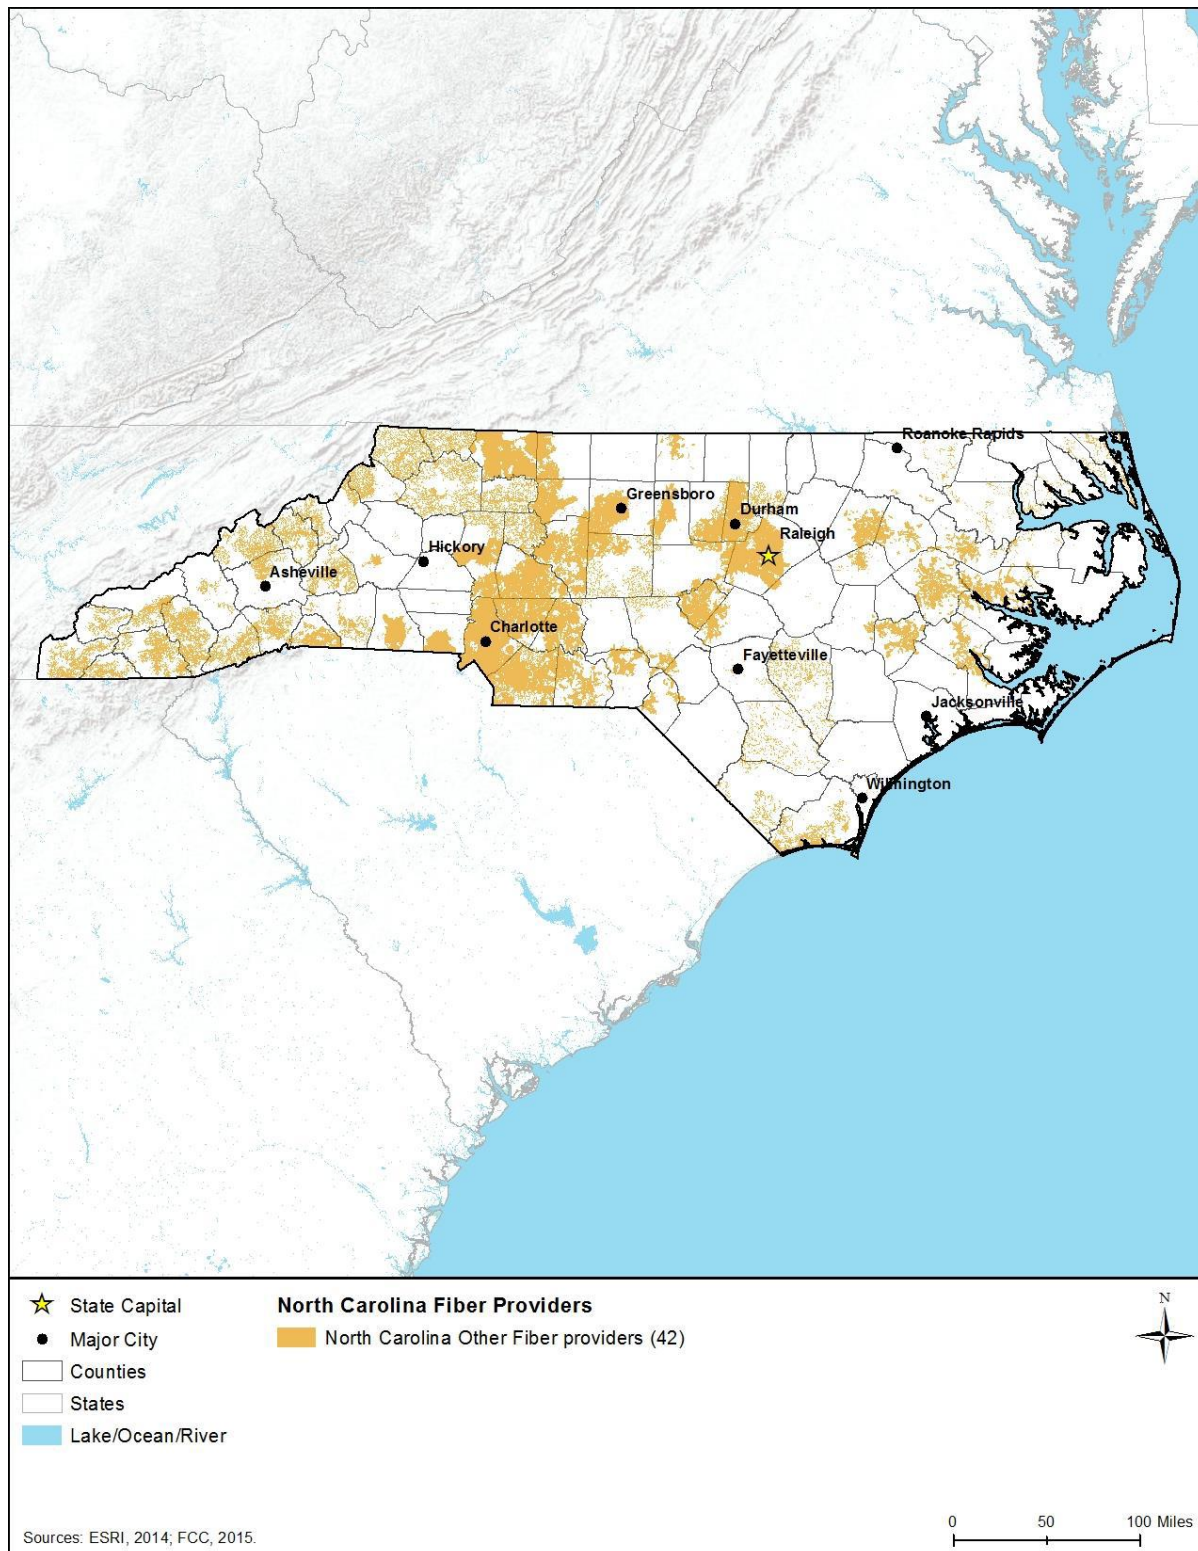 Roanoke Rapids
Greensboro
Durham
Raleigh
Hickory
Asheville
Charlotte
Fayetteville
Jacksonville
Wilmington
State Capital
Major City
Counties
States
Lake/Ocean/River
North Carolina Fiber Providers
North Carolina Other Fiber providers (42)
N
Sources: ESRI, 2014; FCC, 2015.
0 50 100 Miles